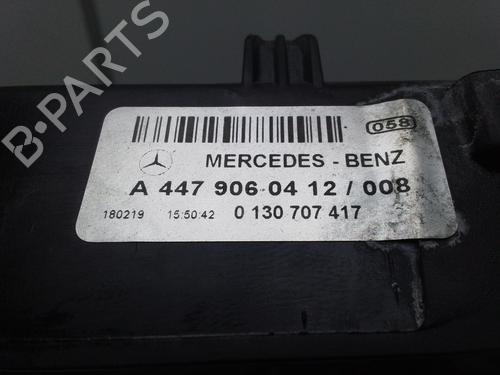 058
MERCEDES - BENZ
A 447 906 04 12 / 008
180219 15:50:42 0 130 707 417
B-PARTS